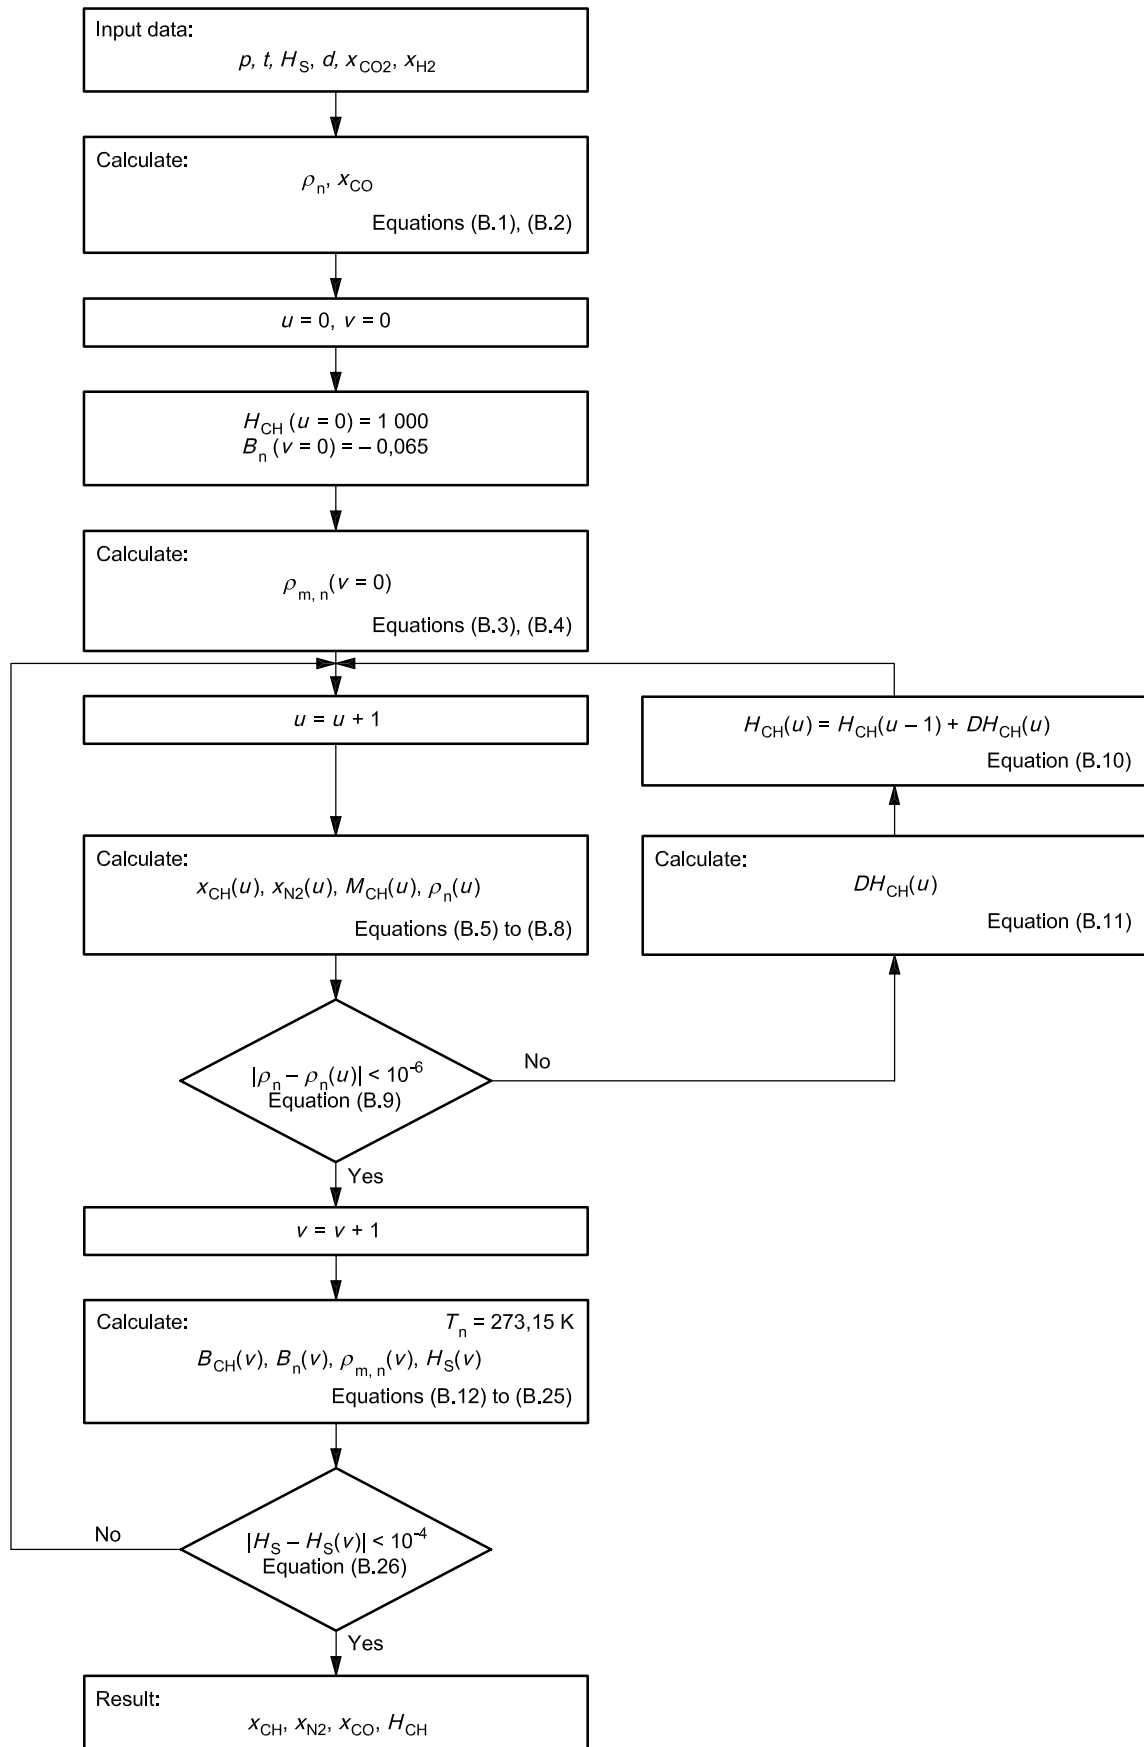 Input data:
p, t, H_S, d, x_CO2, x_H2
Calculate:
ρ_n, x_CO
Equations (B.1), (B.2)
u = 0, v = 0
H_CH (u = 0) = 1 000
B_n (v = 0) = – 0,065
Calculate:
ρ_m, n(v = 0)
Equations (B.3), (B.4)
u = u + 1
H_CH(u) = H_CH(u – 1) + DH_CH(u)
Equation (B.10)
Calculate:
x_CH(u), x_N2(u), M_CH(u), ρ_n(u)
Equations (B.5) to (B.8)
Calculate:
DH_CH(u)
Equation (B.11)
|ρ_n – ρ_n(u)| < 10^-6
Equation (B.9)
No
Yes
v = v + 1
Calculate: T_n = 273,15 K
B_CH(v), B_n(v), ρ_m, n(v), H_S(v)
Equations (B.12) to (B.25)
|H_S – H_S(v)| < 10^-4
Equation (B.26)
No
Yes
Result:
x_CH, x_N2, x_CO, H_CH